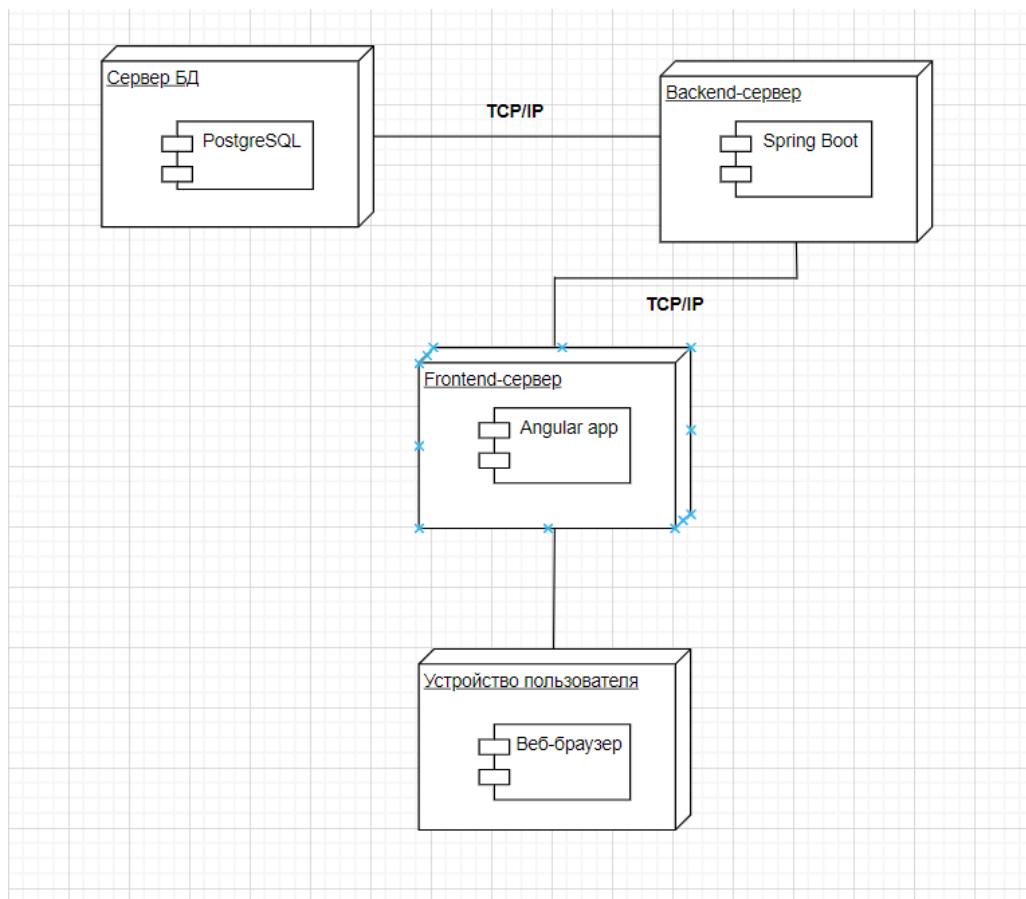 Сервер БД
PostgreSQL
TCP/IP
Backend-сервер
Spring Boot
TCP/IP
Frontend-сервер
Angular app
Устройство пользователя
Веб-браузер